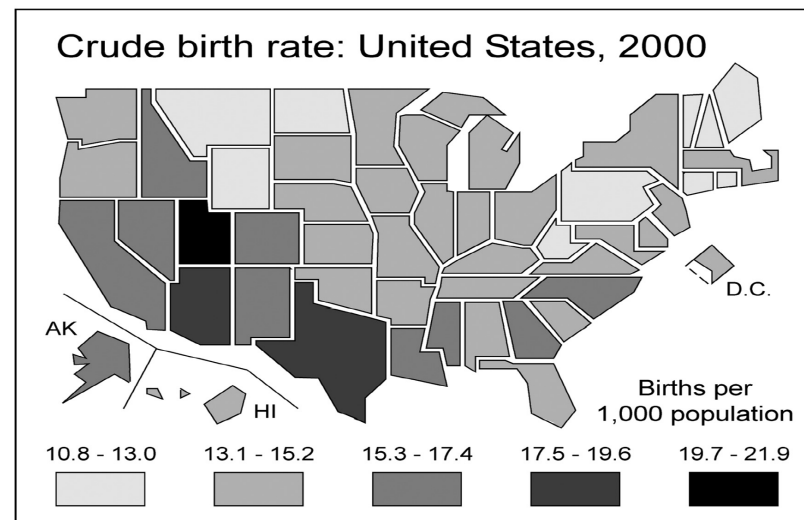 Crude birth rate: United States, 2000
AK
HI
D.C.
Births per
1,000 population
10.8 - 13.0 13.1 - 15.2 15.3 - 17.4 17.5 - 19.6 19.7 - 21.9